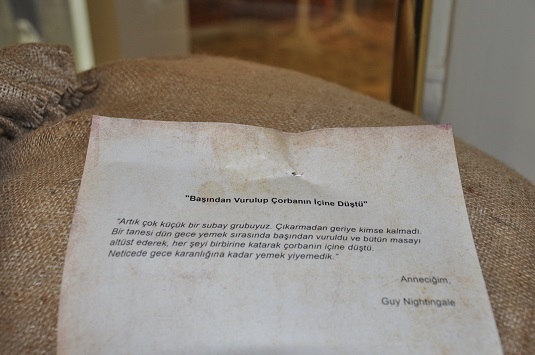 "Başından Vurulup Çorbanın İçine Düştü"
"Artık çok küçük bir subay grubuyuz. Çıkarmadan geriye kimse kalmadı.
Bir tanesi dün gece yemek sırasında başından vuruldu ve bütün masayı
altüst ederek, her şeyi birbirine katarak çorbanın içine düştü.
Neticede gece karanlığına kadar yemek yiyemedik."
Anneciğim,
Guy Nightingale